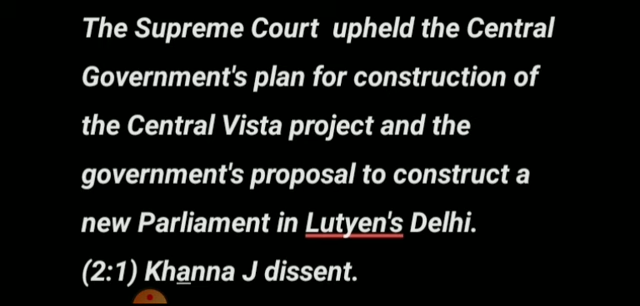 The Supreme Court upheld the Central
Government's plan for construction of
the Central Vista project and the
government's proposal to construct a
new Parliament in Lutyen's Delhi.
(2:1) Khanna J dissent.